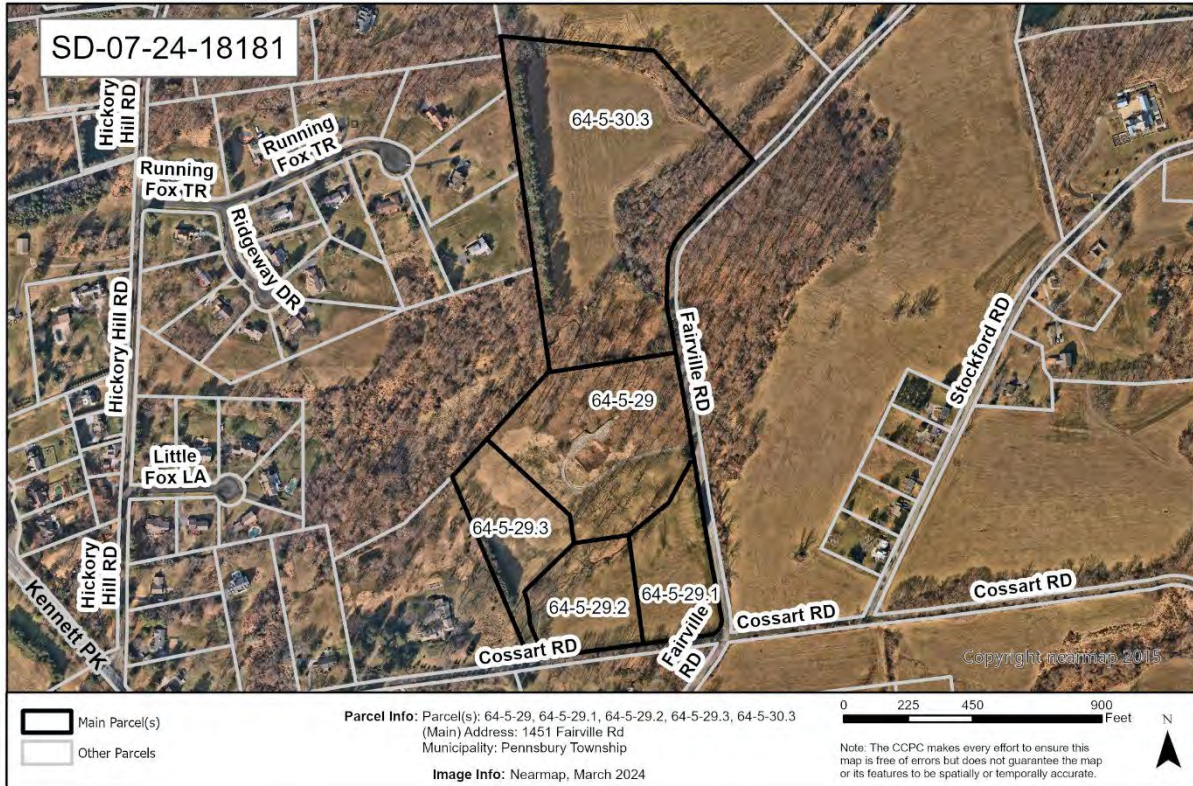 SD-07-24-18181
Hickory
Hill RD
Running
Fox TR
Running
Fox TR
Ridgeway DR
Hickory Hill RD
Little
Fox LA
Hickory
Hill RD
Kennett PK
64-5-30.3
64-5-29
64-5-29.3
64-5-29.2
64-5-29.1
Fairville RD
Stockford RD
Cossart RD
Cossart RD
Cossart RD
Fairville
RD
Copyright nearmap 2015
Main Parcel(s)
Other Parcels
Parcel Info: Parcel(s): 64-5-29, 64-5-29.1, 64-5-29.2, 64-5-29.3, 64-5-30.3
(Main) Address: 1451 Fairville Rd
Municipality: Pennsbury Township
Image Info: Nearmap, March 2024
0 225 450 900
Feet
N
Note: The CCPC makes every effort to ensure this
map is free of errors but does not guarantee the map
or its features to be spatially or temporally accurate.